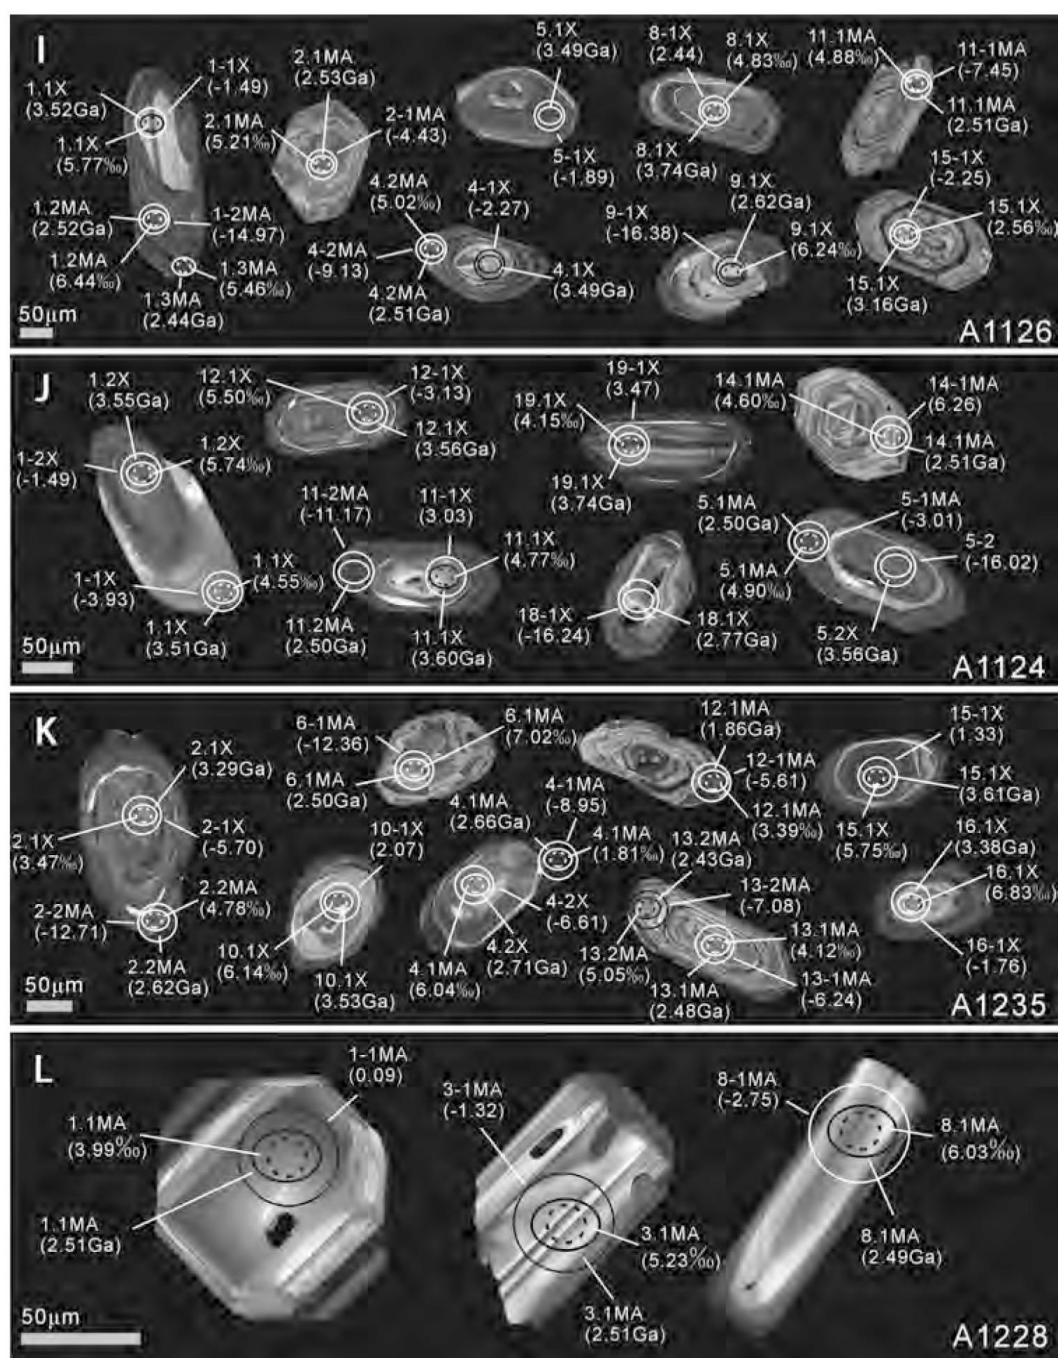 I
1.1X
(3.52Ga)
1-1X
(-1.49)
1.1X
(5.77‰)
1.2MA
(2.52Ga)
1-2MA
(-14.97)
1.2MA
(6.44‰)
1.3MA
(5.46‰)
1.3MA
(2.44Ga)
2.1MA
(2.53Ga)
2.1MA
(5.21‰)
2-1MA
(-4.43)
4.2MA
(5.02‰)
4-2MA
(-9.13)
4.2MA
(2.51Ga)
4-1X
(-2.27)
4.1X
(3.49Ga)
5.1X
(3.49Ga)
5-1X
(-1.89)
8-1X
(2.44)
8.1X
(4.83‰)
8.1X
(3.74Ga)
9.1X
(2.62Ga)
9-1X
(-16.38)
9.1X
(6.24‰)
11.1MA
(4.88‰)
11-1MA
(-7.45)
11.1MA
(2.51Ga)
15-1X
(-2.25)
15.1X
(2.56‰)
15.1X
(3.16Ga)
50μm
A1126
J
1.2X
(3.55Ga)
1-2X
(-1.49)
1.2X
(5.74‰)
1-1X
(-3.93)
1.1X
(4.55‰)
1.1X
(3.51Ga)
12.1X
(5.50‰)
12-1X
(-3.13)
12.1X
(3.56Ga)
11-2MA
(-11.17)
11-1X
(3.03)
11.1X
(4.77‰)
11.2MA
(2.50Ga)
11.1X
(3.60Ga)
19-1X
(3.47)
19.1X
(4.15‰)
19.1X
(3.74Ga)
18-1X
(-16.24)
18.1X
(2.77Ga)
14.1MA
(4.60‰)
14-1MA
(6.26)
14.1MA
(2.51Ga)
5.1MA
(2.50Ga)
5-1MA
(-3.01)
5-2
(-16.02)
5.1MA
(4.90‰)
5.2X
(3.56Ga)
50μm
A1124
K
2.1X
(3.29Ga)
2.1X
(3.47‰)
2-1X
(-5.70)
2-2MA
(-12.71)
2.2MA
(4.78‰)
2.2MA
(2.62Ga)
6-1MA
(-12.36)
6.1MA
(7.02‰)
6.1MA
(2.50Ga)
10-1X
(2.07)
10.1X
(6.14‰)
10.1X
(3.53Ga)
4.1MA
(2.66Ga)
4-1MA
(-8.95)
4.1MA
(1.81‰)
4-2X
(-6.61)
4.1MA
(6.04‰)
4.2X
(2.71Ga)
12.1MA
(1.86Ga)
12-1MA
(-5.61)
12.1MA
(3.39‰)
13.2MA
(2.43Ga)
13-2MA
(-7.08)
13.2MA
(5.05‰)
13.1MA
(4.12‰)
13.1MA
(2.48Ga)
13-1MA
(-6.24)
15-1X
(1.33)
15.1X
(3.61Ga)
15.1X
(5.75‰)
16.1X
(3.38Ga)
16.1X
(6.83‰)
16-1X
(-1.76)
50μm
A1235
L
1-1MA
(0.09)
1.1MA
(3.99‰)
1.1MA
(2.51Ga)
3-1MA
(-1.32)
3.1MA
(5.23‰)
3.1MA
(2.51Ga)
8-1MA
(-2.75)
8.1MA
(6.03‰)
8.1MA
(2.49Ga)
50μm
A1228